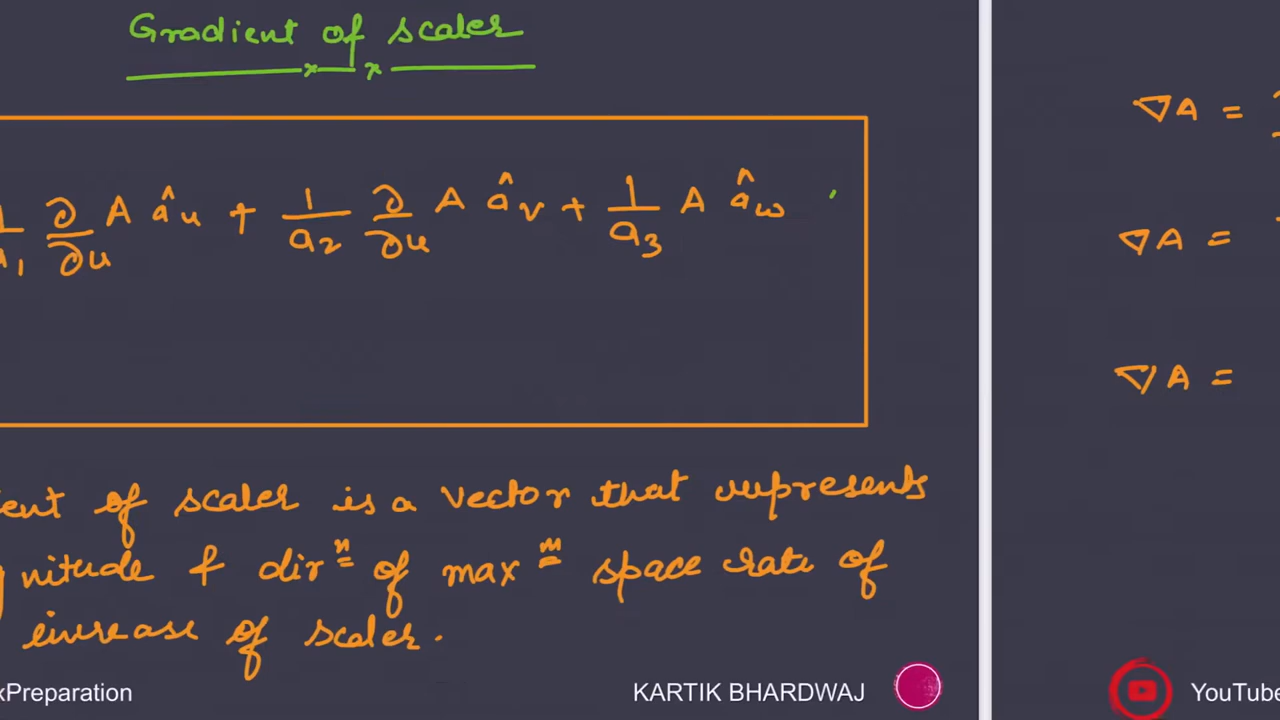 Gradient of scaler
∂/∂u A âu + 1/a2 ∂/∂u A âv + 1/a3 A âw
of scaler is a vector that represents
nitude & dirⁿ of maxᵐ space rate of
increase of scaler.
∇A =
∇A =
∇A =
xPreparation
KARTIK BHARDWAJ
YouTube